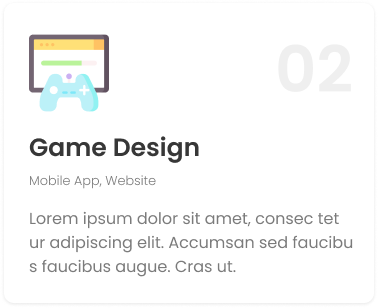 02
Game Design
Mobile App, Website
Lorem ipsum dolor sit amet, consec tet
ur adipiscing elit. Accumsan sed faucibu
s faucibus augue. Cras ut.